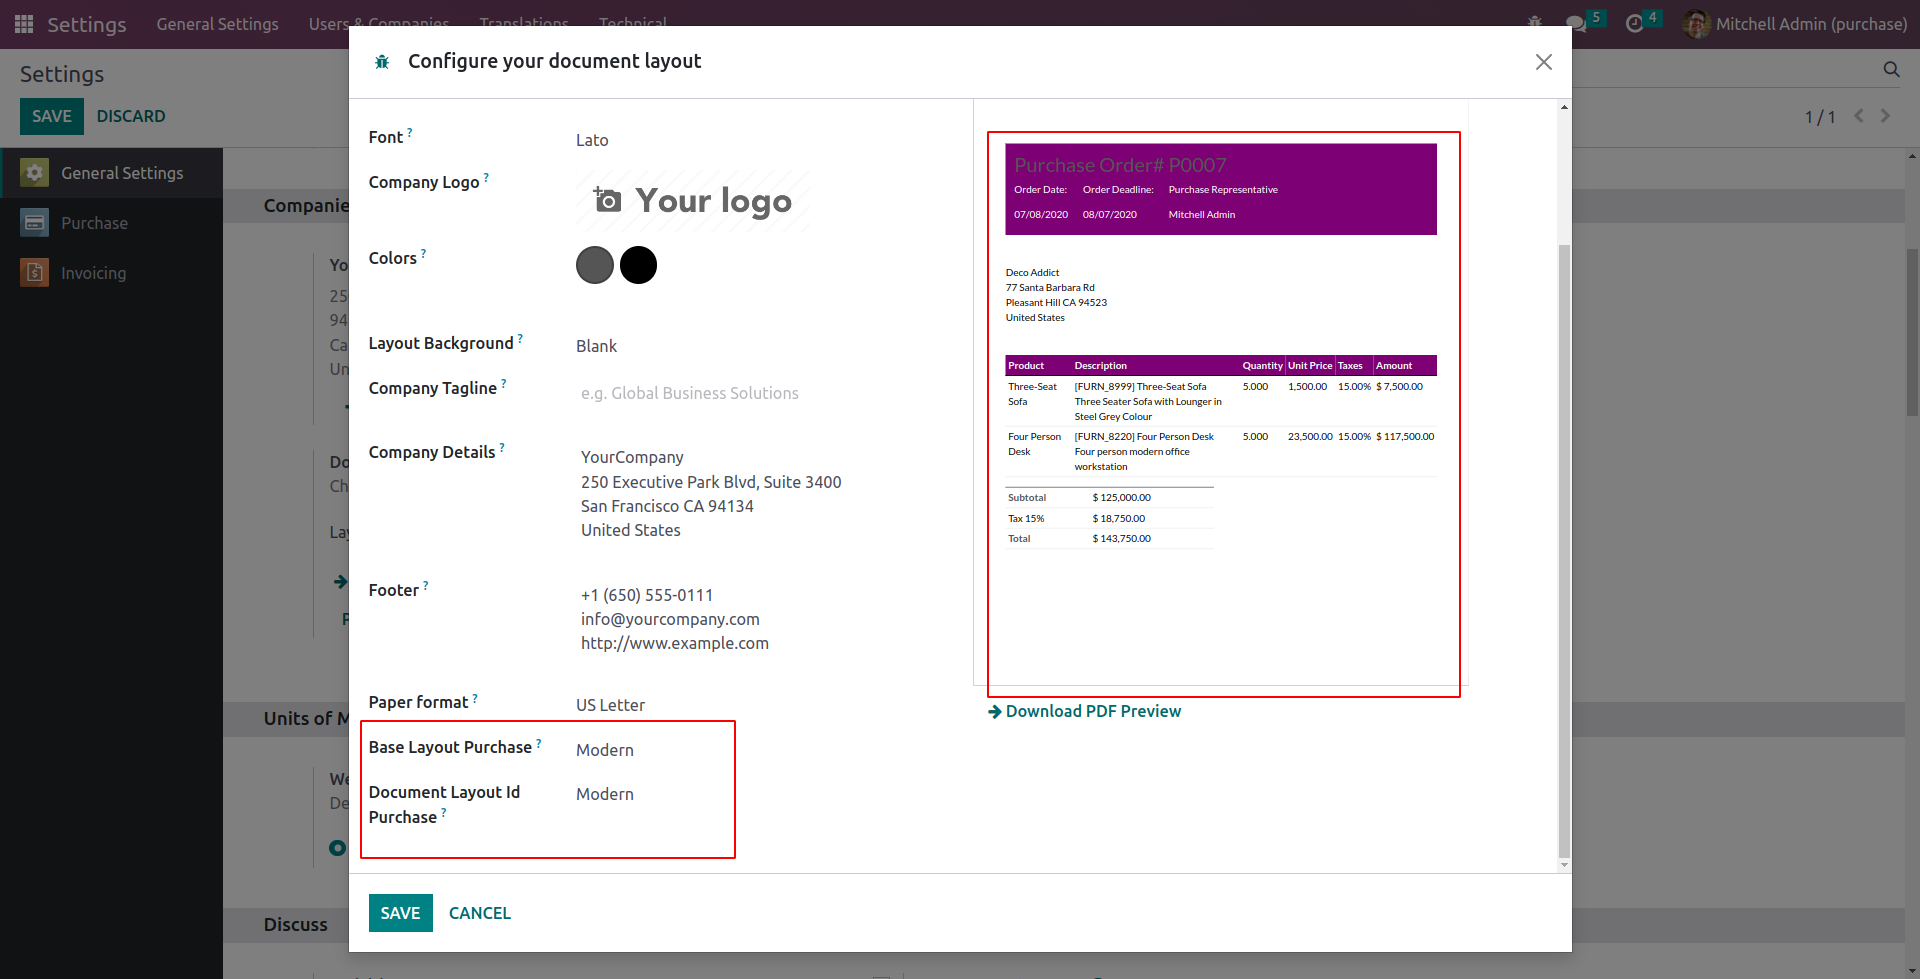 Settings
General Settings
Users & Companies
Translations
Technical
5
4
Mitchell Admin (purchase)
Settings
SAVE
DISCARD
1 / 1
General Settings
Purchase
Invoicing
Companie
Yo
25
94
Ca
Un
Do
Ch
Lay
Units of M
We
De
Discuss
Configure your document layout
Font ?
Lato
Company Logo ?
Your logo
Colors ?
Layout Background ?
Blank
Company Tagline ?
e.g. Global Business Solutions
Company Details ?
YourCompany
250 Executive Park Blvd, Suite 3400
San Francisco CA 94134
United States
Footer ?
+1 (650) 555-0111
info@yourcompany.com
http://www.example.com
Paper format ?
US Letter
Base Layout Purchase ?
Modern
Document Layout Id
Purchase ?
Modern
Purchase Order# P0007
Order Date: Order Deadline: Purchase Representative
07/08/2020 08/07/2020 Mitchell Admin
Deco Addict
77 Santa Barbara Rd
Pleasant Hill CA 94523
United States
Product Description Quantity Unit Price Taxes Amount
Three-Seat [FURN_8999] Three-Seat Sofa 5.000 1,500.00 15.00% $ 7,500.00
Sofa Three Seater Sofa with Lounger in
Steel Grey Colour
Four Person [FURN_8220] Four Person Desk 5.000 23,500.00 15.00% $ 117,500.00
Desk Four person modern office
workstation
Subtotal $ 125,000.00
Tax 15% $ 18,750.00
Total $ 143,750.00
Download PDF Preview
SAVE
CANCEL